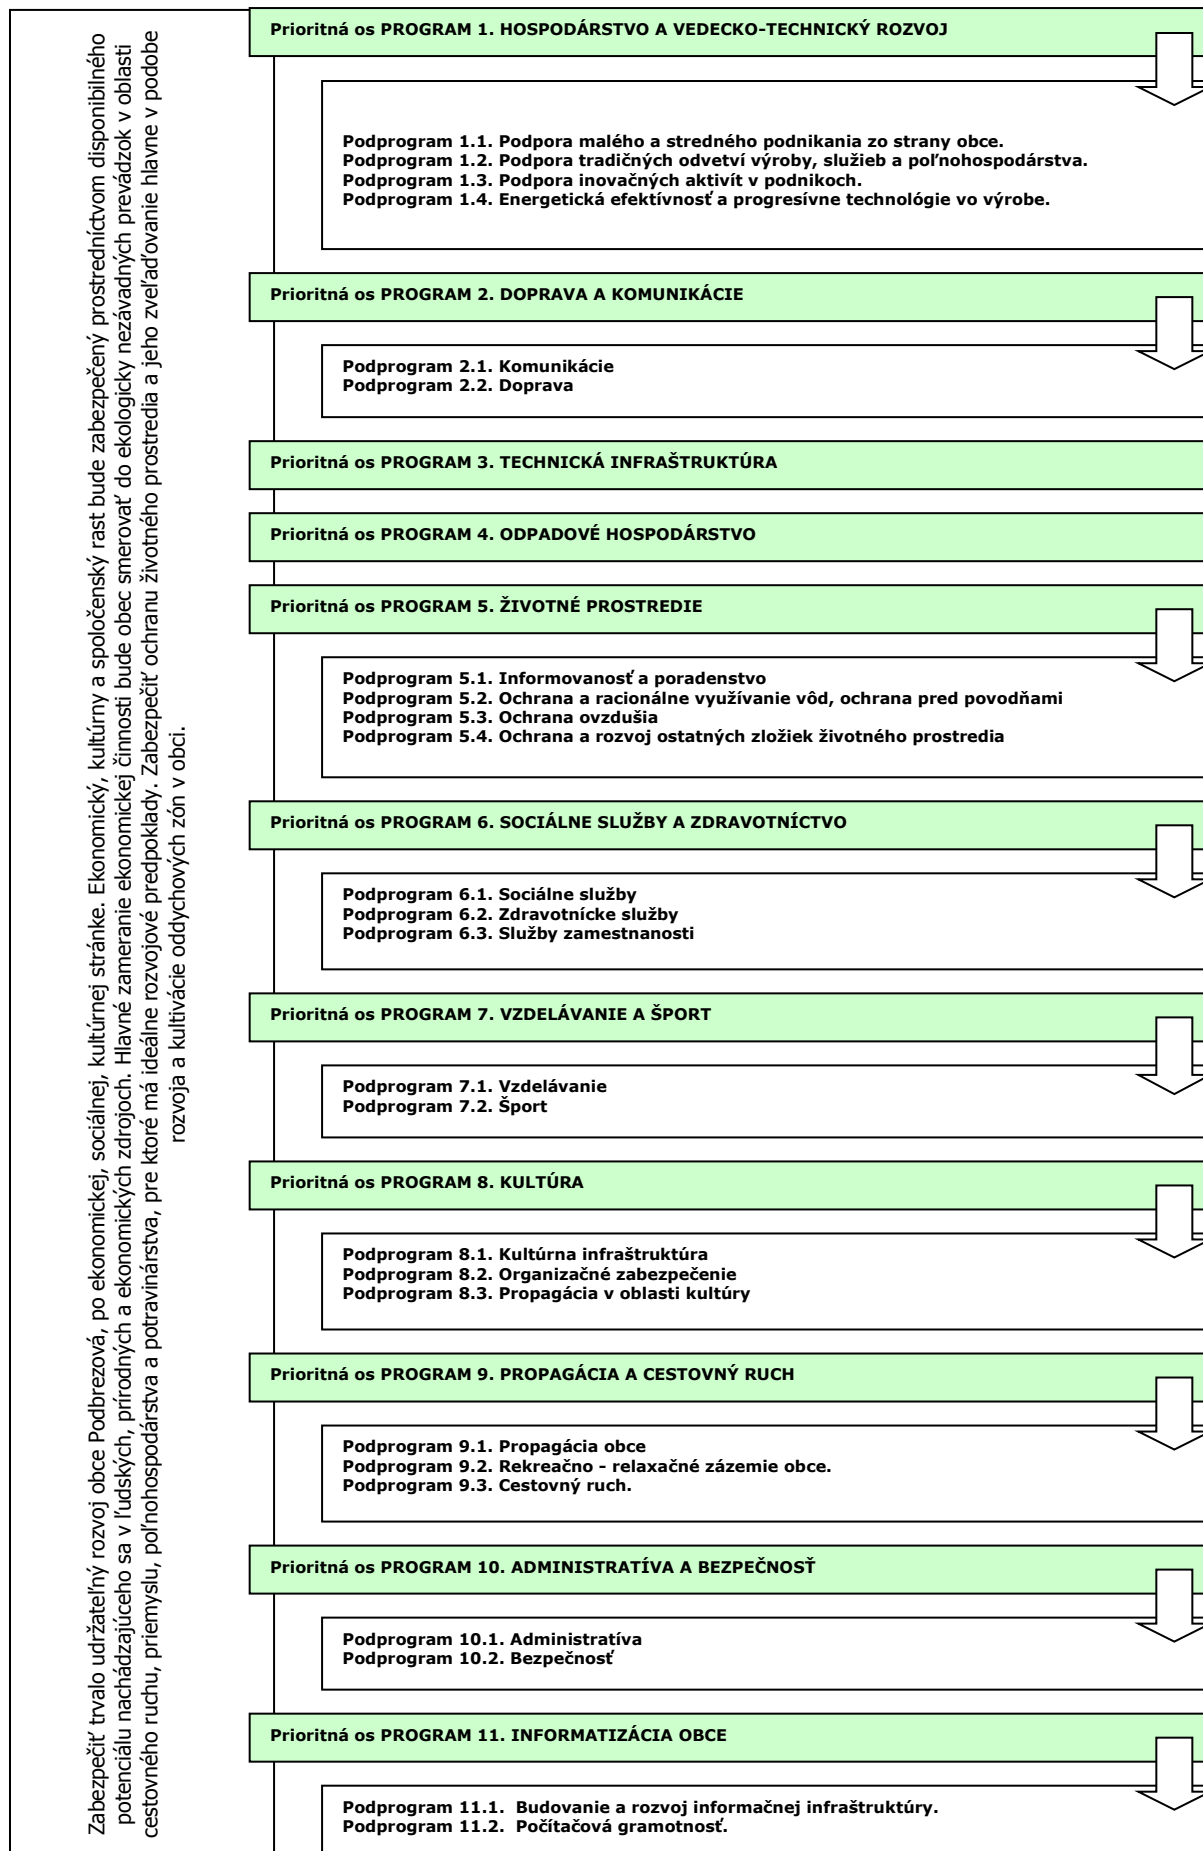 Zabezpečiť trvalo udržateľný rozvoj obce Podbrezová, po ekonomickej, sociálnej, kultúrnej stránke. Ekonomický, kultúrny a spoločenský rast bude zabezpečený prostredníctvom disponibilného
potenciálu nachádzajúceho sa v ľudských, prírodných a ekonomických zdrojoch. Hlavné zameranie ekonomickej činnosti bude obec smerovať do ekologicky nezávadných prevádzok v oblasti
cestovného ruchu, priemyslu, poľnohospodárstva a potravinárstva, pre ktoré má ideálne rozvojové predpoklady. Zabezpečiť ochranu životného prostredia a jeho zveľaďovanie hlavne v podobe
rozvoja a kultivácie oddychových zón v obci.
Prioritná os PROGRAM 1. HOSPODÁRSTVO A VEDECKO-TECHNICKÝ ROZVOJ
Podprogram 1.1. Podpora malého a stredného podnikania zo strany obce.
Podprogram 1.2. Podpora tradičných odvetví výroby, služieb a poľnohospodárstva.
Podprogram 1.3. Podpora inovačných aktivít v podnikoch.
Podprogram 1.4. Energetická efektívnosť a progresívne technológie vo výrobe.
Prioritná os PROGRAM 2. DOPRAVA A KOMUNIKÁCIE
Podprogram 2.1. Komunikácie
Podprogram 2.2. Doprava
Prioritná os PROGRAM 3. TECHNICKÁ INFRAŠTRUKTÚRA
Prioritná os PROGRAM 4. ODPADOVÉ HOSPODÁRSTVO
Prioritná os PROGRAM 5. ŽIVOTNÉ PROSTREDIE
Podprogram 5.1. Informovanosť a poradenstvo
Podprogram 5.2. Ochrana a racionálne využívanie vôd, ochrana pred povodňami
Podprogram 5.3. Ochrana ovzdušia
Podprogram 5.4. Ochrana a rozvoj ostatných zložiek životného prostredia
Prioritná os PROGRAM 6. SOCIÁLNE SLUŽBY A ZDRAVOTNÍCTVO
Podprogram 6.1. Sociálne služby
Podprogram 6.2. Zdravotnícke služby
Podprogram 6.3. Služby zamestnanosti
Prioritná os PROGRAM 7. VZDELÁVANIE A ŠPORT
Podprogram 7.1. Vzdelávanie
Podprogram 7.2. Šport
Prioritná os PROGRAM 8. KULTÚRA
Podprogram 8.1. Kultúrna infraštruktúra
Podprogram 8.2. Organizačné zabezpečenie
Podprogram 8.3. Propagácia v oblasti kultúry
Prioritná os PROGRAM 9. PROPAGÁCIA A CESTOVNÝ RUCH
Podprogram 9.1. Propagácia obce
Podprogram 9.2. Rekreačno - relaxačné zázemie obce.
Podprogram 9.3. Cestovný ruch.
Prioritná os PROGRAM 10. ADMINISTRATÍVA A BEZPEČNOSŤ
Podprogram 10.1. Administratíva
Podprogram 10.2. Bezpečnosť
Prioritná os PROGRAM 11. INFORMATIZÁCIA OBCE
Podprogram 11.1. Budovanie a rozvoj informačnej infraštruktúry.
Podprogram 11.2. Počítačová gramotnosť.